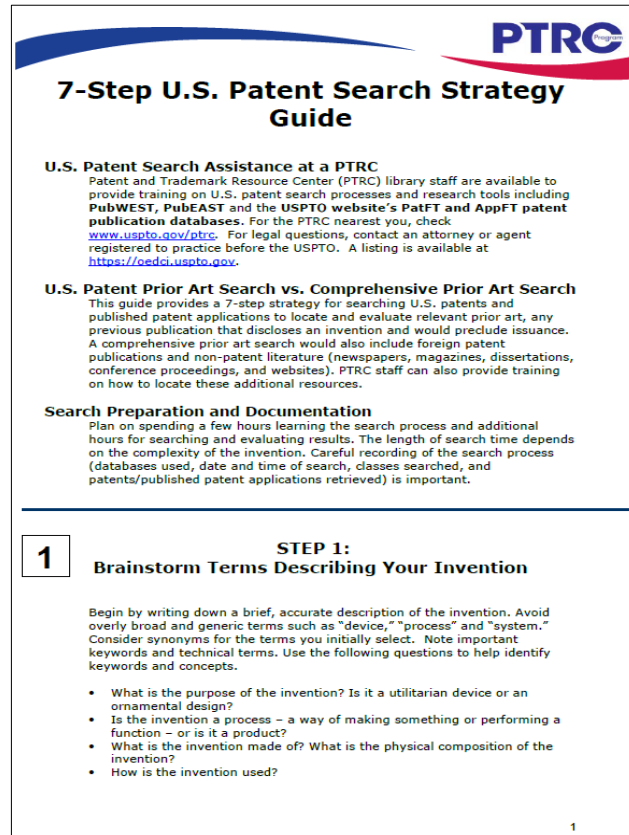 PTRC
Program
7-Step U.S. Patent Search Strategy
Guide
U.S. Patent Search Assistance at a PTRC
Patent and Trademark Resource Center (PTRC) library staff are available to
provide training on U.S. patent search processes and research tools including
PubWEST, PubEAST and the USPTO website's PatFT and AppFT patent
publication databases. For the PTRC nearest you, check
www.uspto.gov/ptrc. For legal questions, contact an attorney or agent
registered to practice before the USPTO. A listing is available at
https://oedci.uspto.gov.
U.S. Patent Prior Art Search vs. Comprehensive Prior Art Search
This guide provides a 7-step strategy for searching U.S. patents and
published patent applications to locate and evaluate relevant prior art, any
previous publication that discloses an invention and would preclude issuance.
A comprehensive prior art search would also include foreign patent
publications and non-patent literature (newspapers, magazines, dissertations,
conference proceedings, and websites). PTRC staff can also provide training
on how to locate these additional resources.
Search Preparation and Documentation
Plan on spending a few hours learning the search process and additional
hours for searching and evaluating results. The length of search time depends
on the complexity of the invention. Careful recording of the search process
(databases used, date and time of search, classes searched, and
patents/published patent applications retrieved) is important.
1
STEP 1:
Brainstorm Terms Describing Your Invention
Begin by writing down a brief, accurate description of the invention. Avoid
overly broad and generic terms such as “device,” “process” and “system.”
Consider synonyms for the terms you initially select. Note important
keywords and technical terms. Use the following questions to help identify
keywords and concepts.
• What is the purpose of the invention? Is it a utilitarian device or an
ornamental design?
• Is the invention a process – a way of making something or performing a
function – or is it a product?
• What is the invention made of? What is the physical composition of the
invention?
• How is the invention used?
1